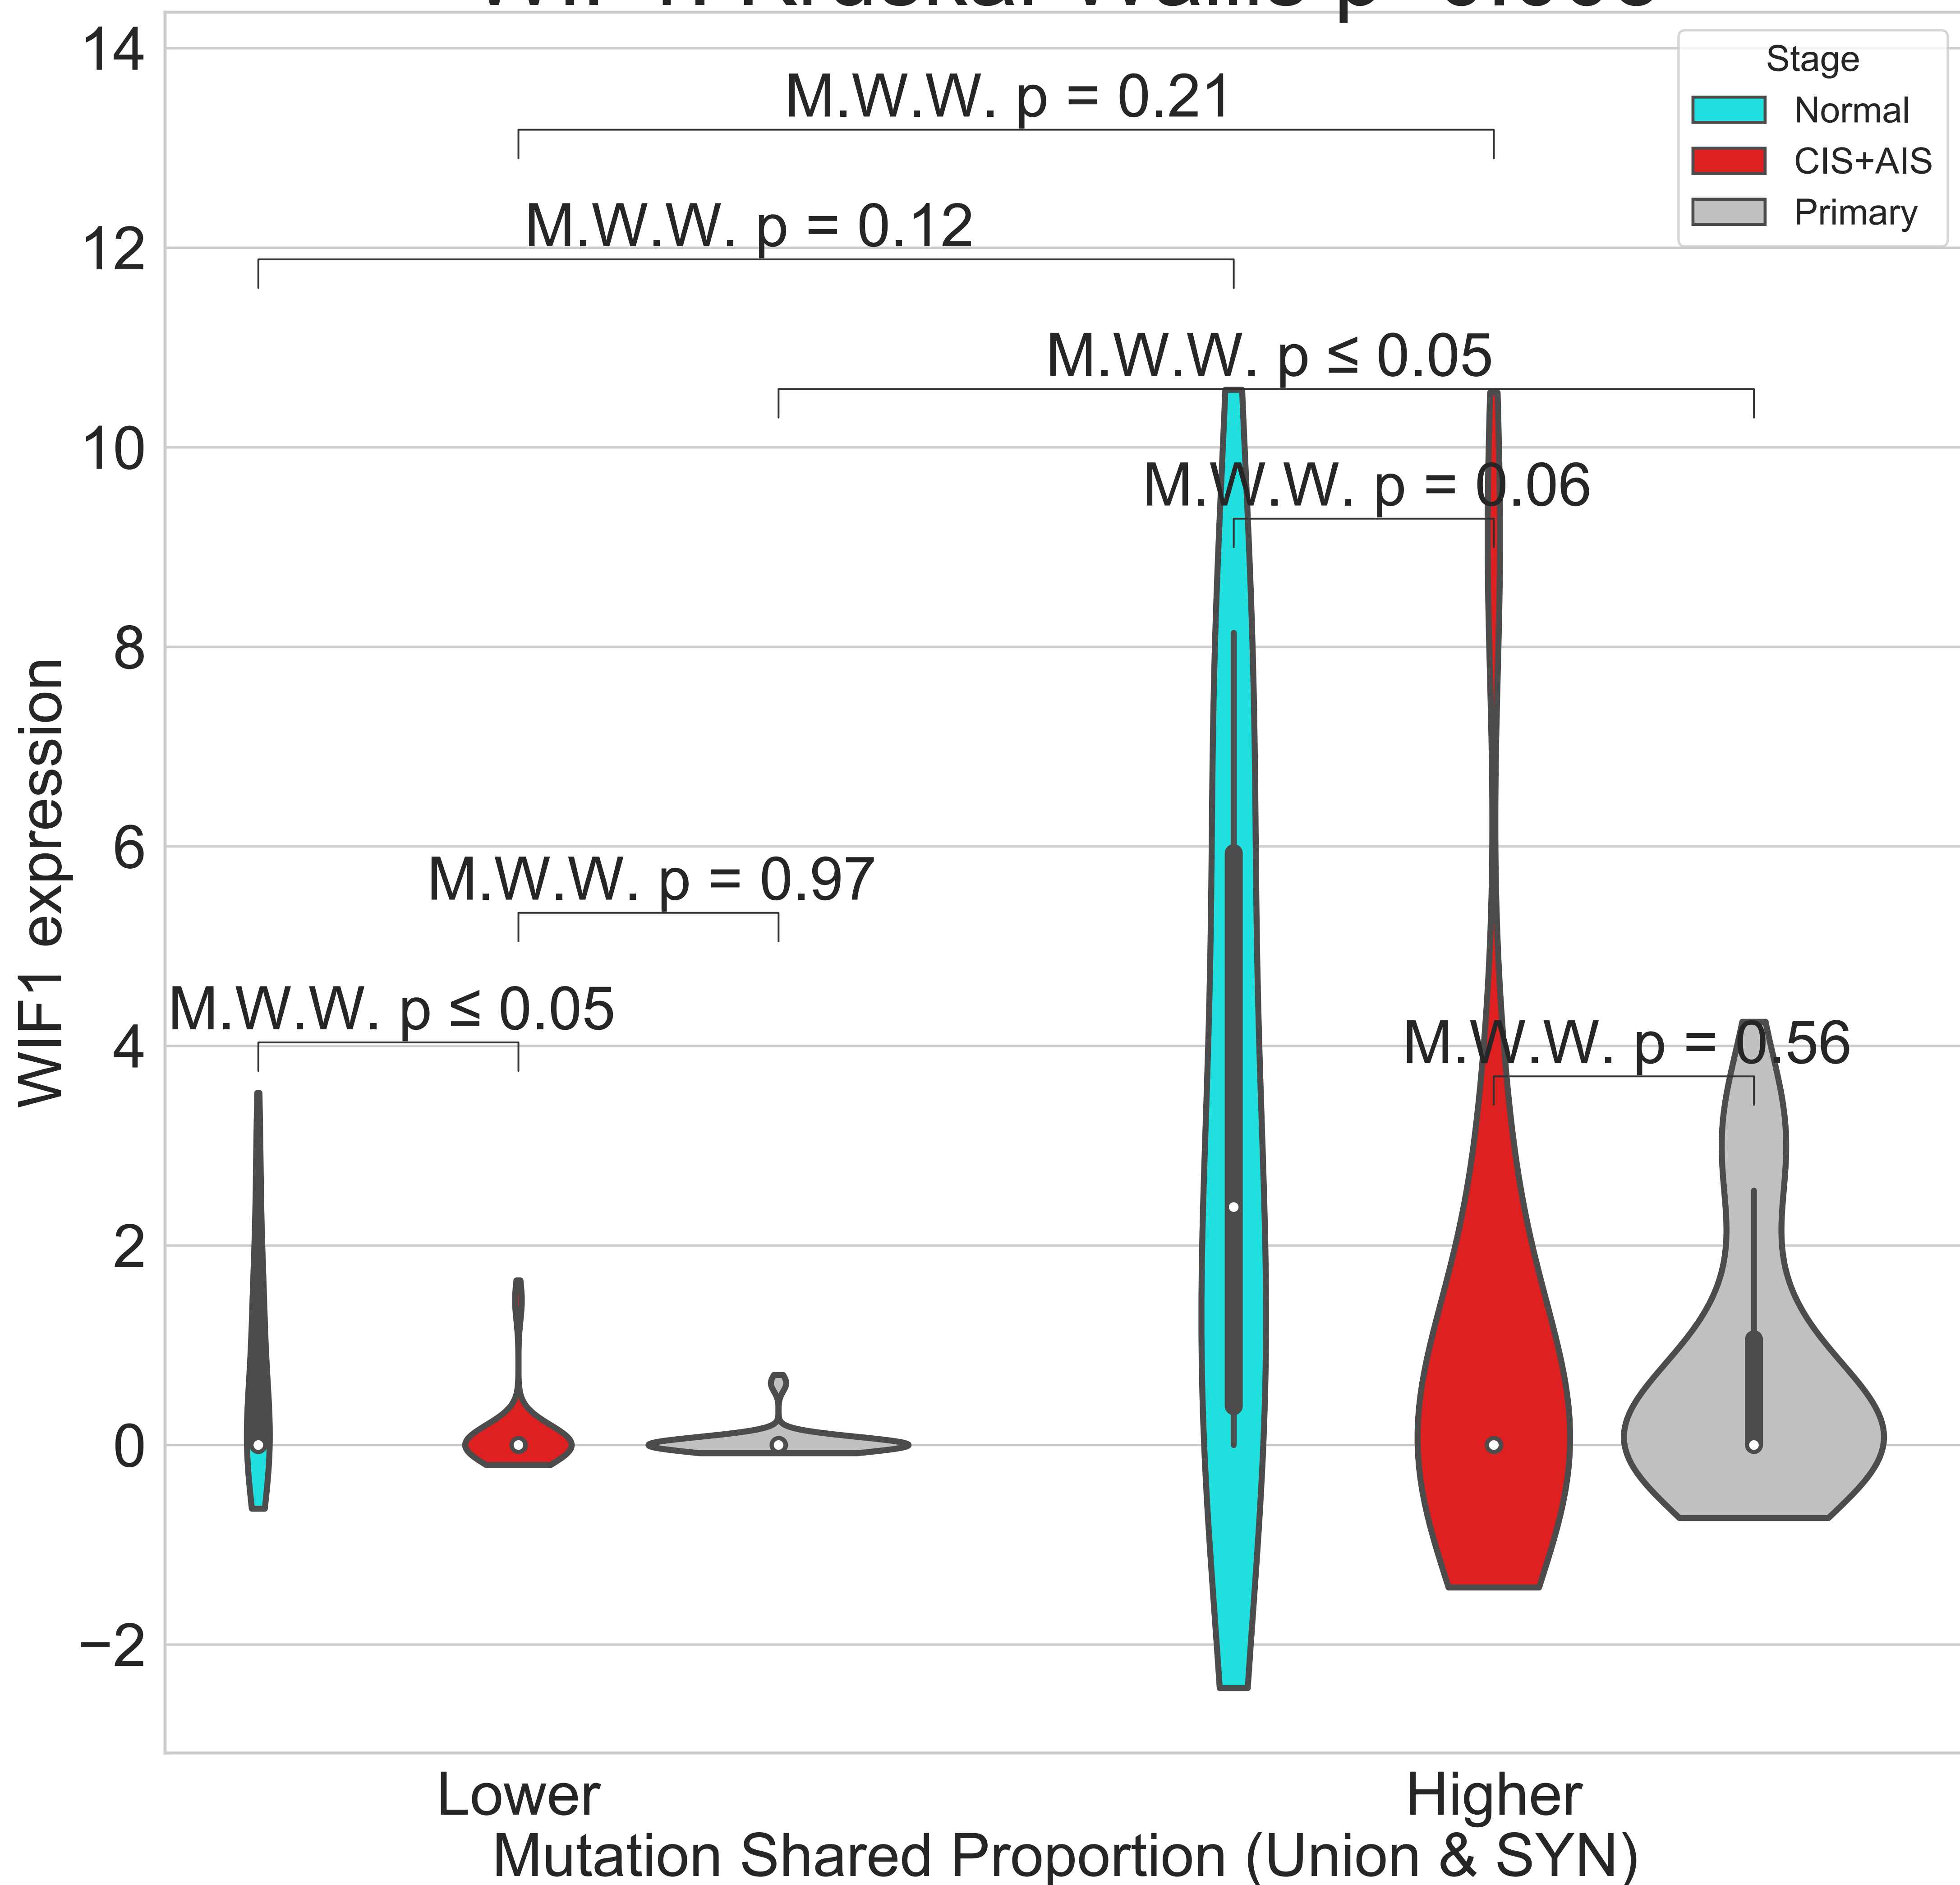 14
12
10
8
6
4
2
0
−2
WIF1 expression
M.W.W. p = 0.21
M.W.W. p = 0.12
M.W.W. p ≤ 0.05
M.W.W. p = 0.06
M.W.W. p = 0.97
M.W.W. p ≤ 0.05
M.W.W. p = 0.56
Stage
Normal
CIS+AIS
Primary
Lower
Higher
Mutation Shared Proportion (Union & SYN)